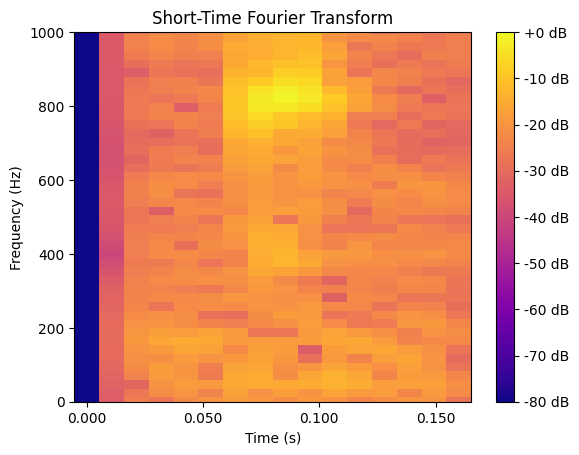 Short-Time Fourier Transform
1000
800
600
400
200
0
Frequency (Hz)
0.000
0.050
0.100
0.150
Time (s)
+0 dB
-10 dB
-20 dB
-30 dB
-40 dB
-50 dB
-60 dB
-70 dB
-80 dB